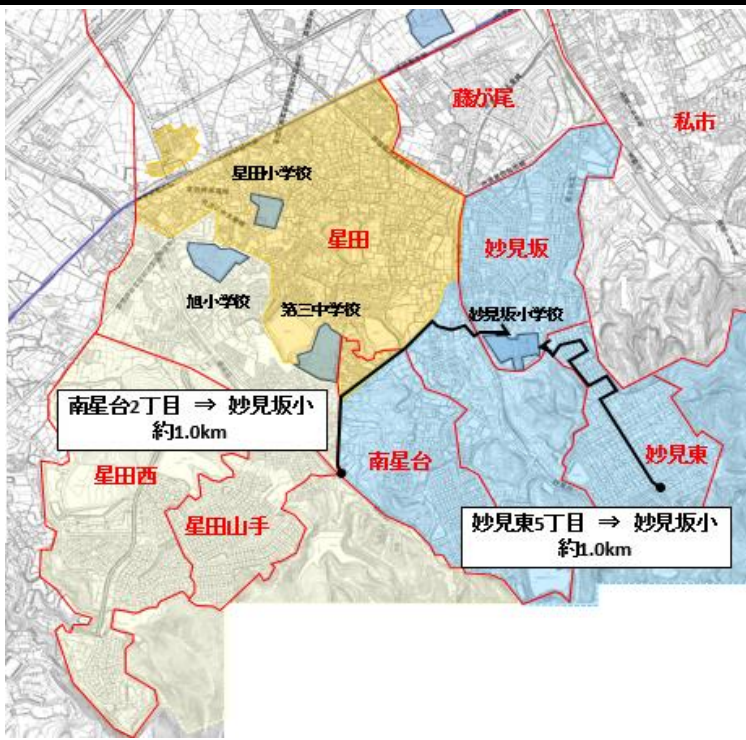 藤が尾
私市
星田小学校
星田
妙見坂
旭小学校
第三中学校
妙見坂小学校
南星台2丁目 ⇒ 妙見坂小
約1.0km
南星台
妙見東
星田西
星田山手
妙見東5丁目 ⇒ 妙見坂小
約1.0km